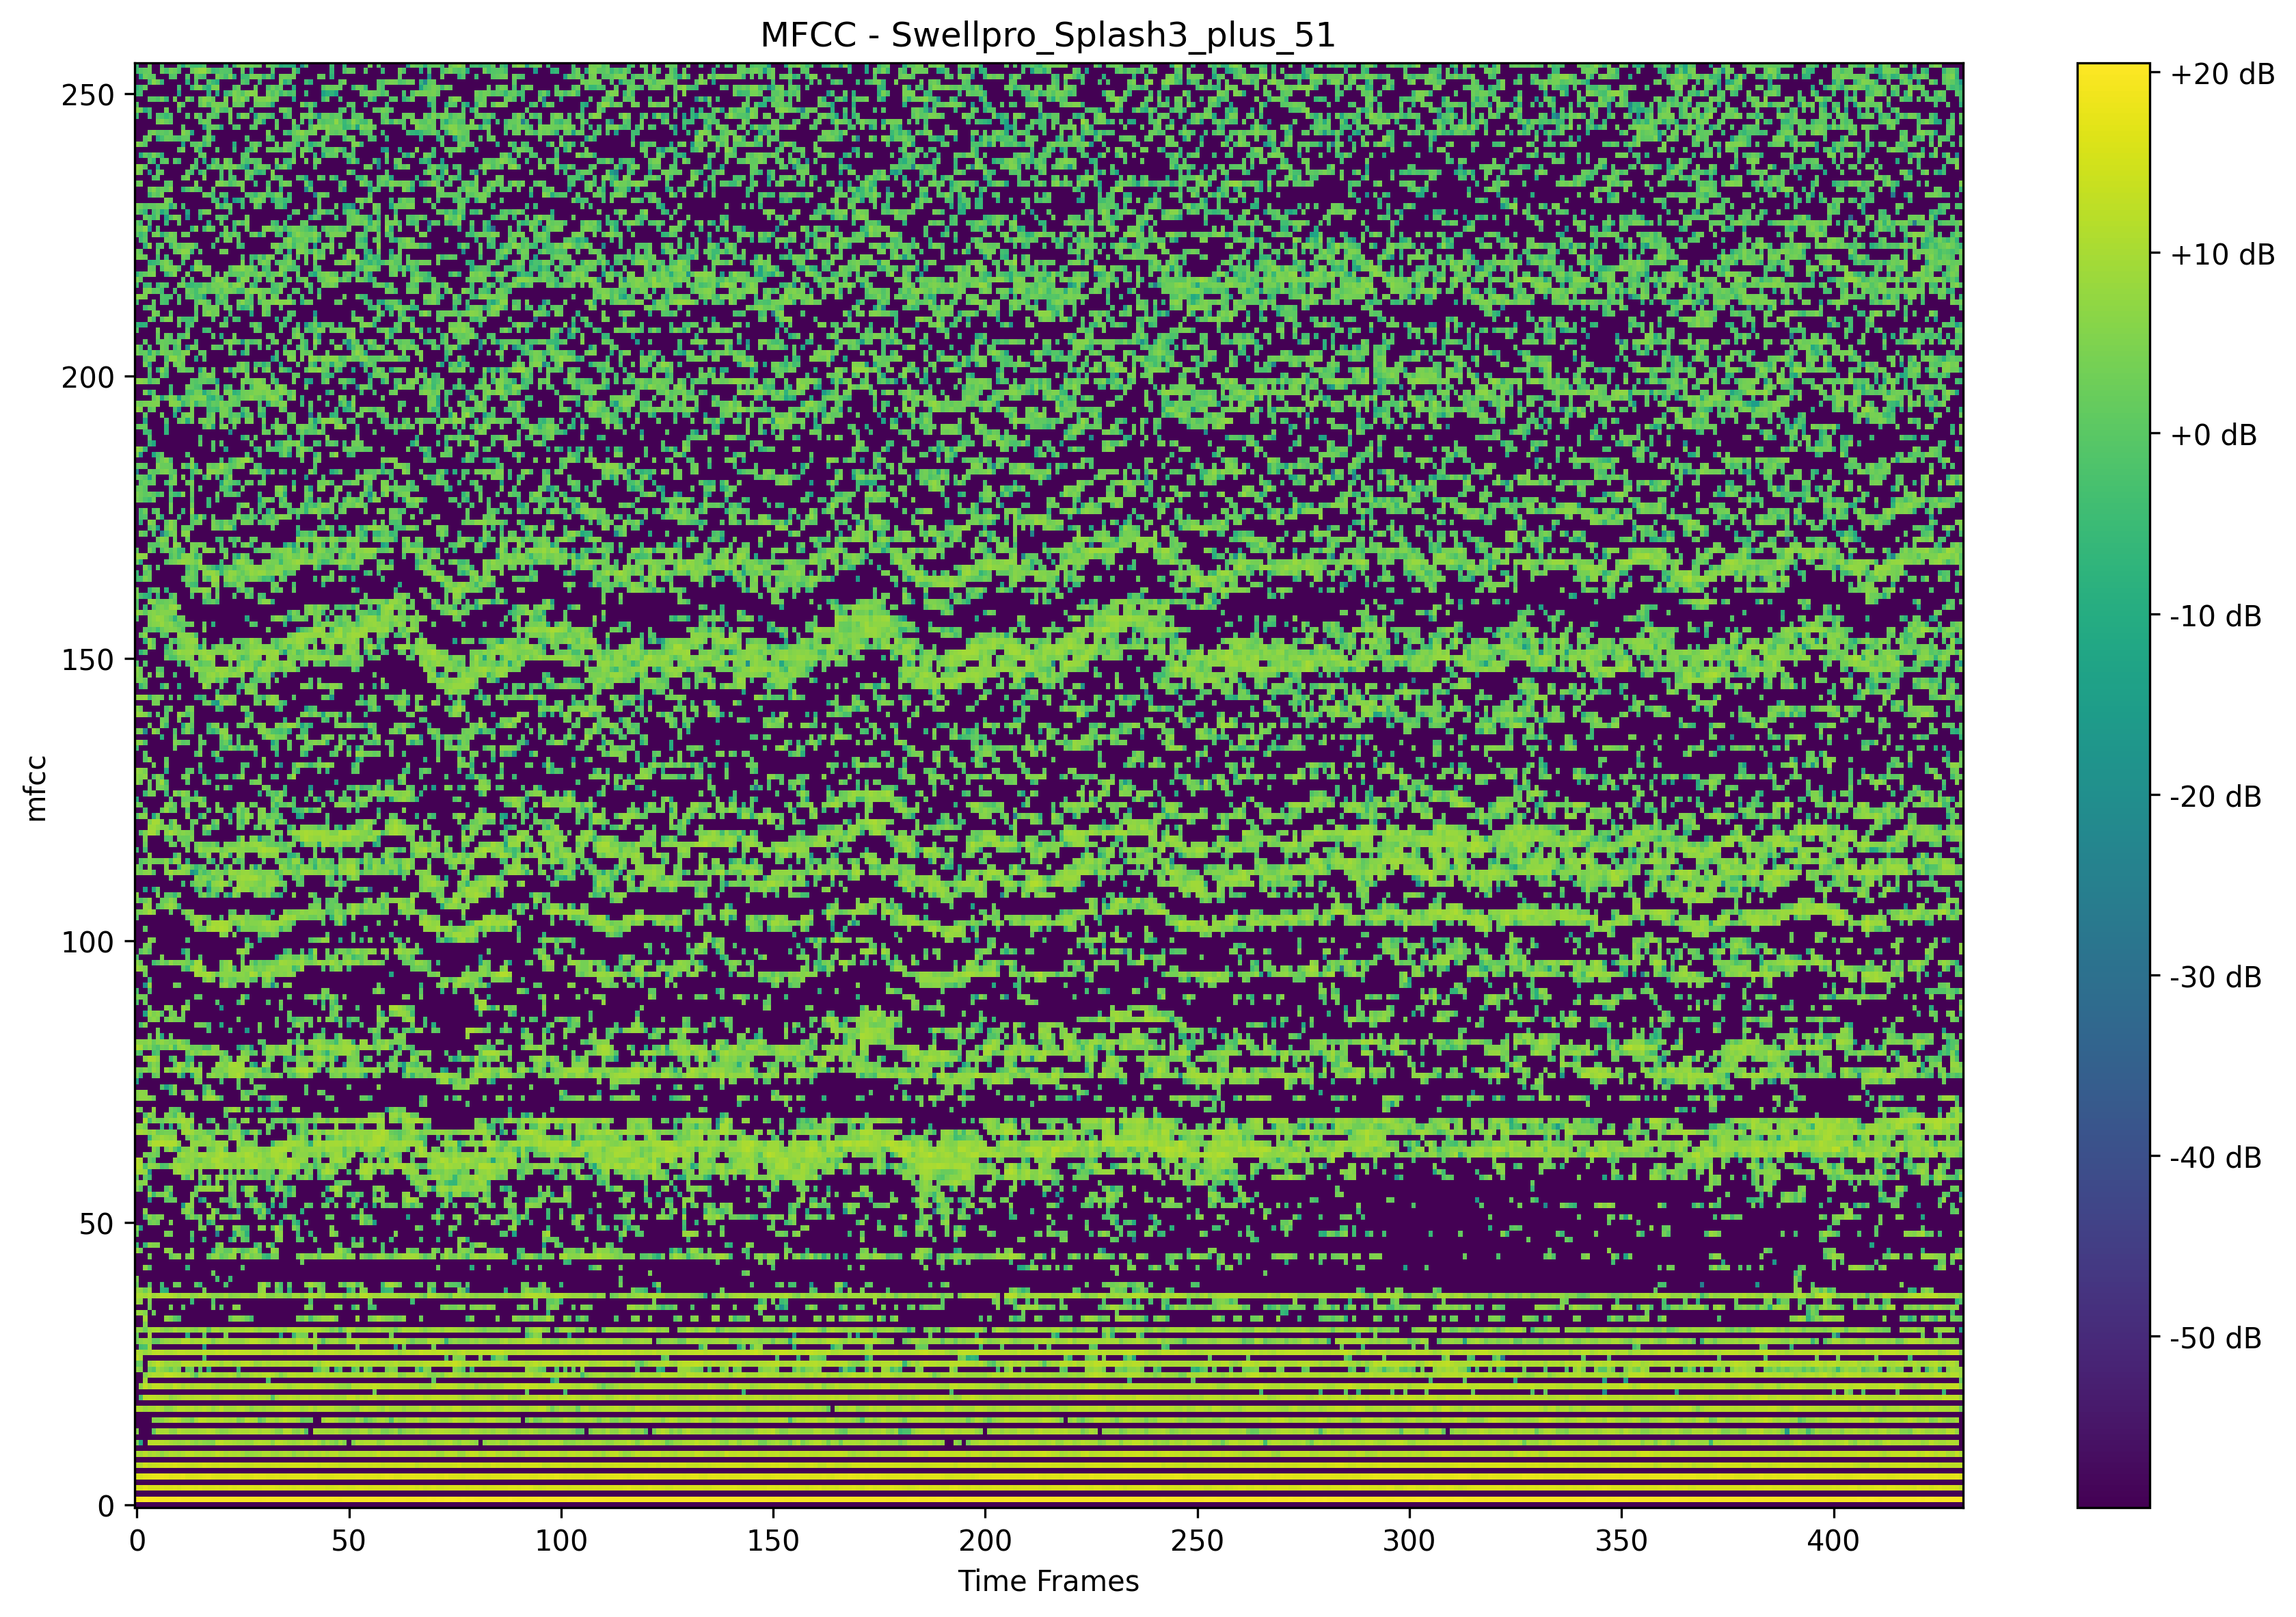 MFCC - Swellpro_Splash3_plus_51
250
200
150
100
50
0
mfcc
0 50 100 150 200 250 300 350 400
Time Frames
+20 dB
+10 dB
+0 dB
-10 dB
-20 dB
-30 dB
-40 dB
-50 dB